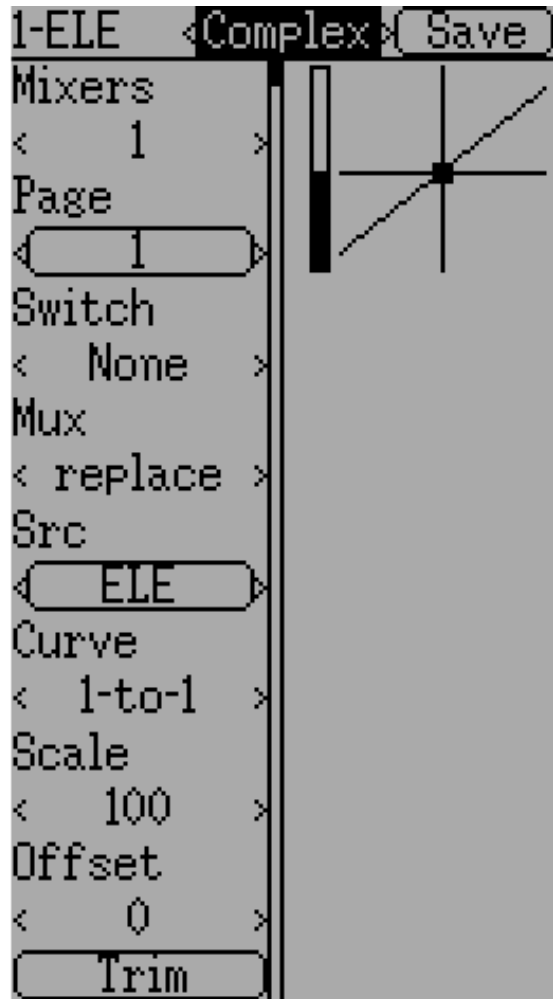 1-ELE <Complex> Save
Mixers
< 1 >
Page
< 1 >
Switch
< None >
Mux
< replace >
Src
< ELE >
Curve
< 1-to-1 >
Scale
< 100 >
Offset
< 0 >
Trim